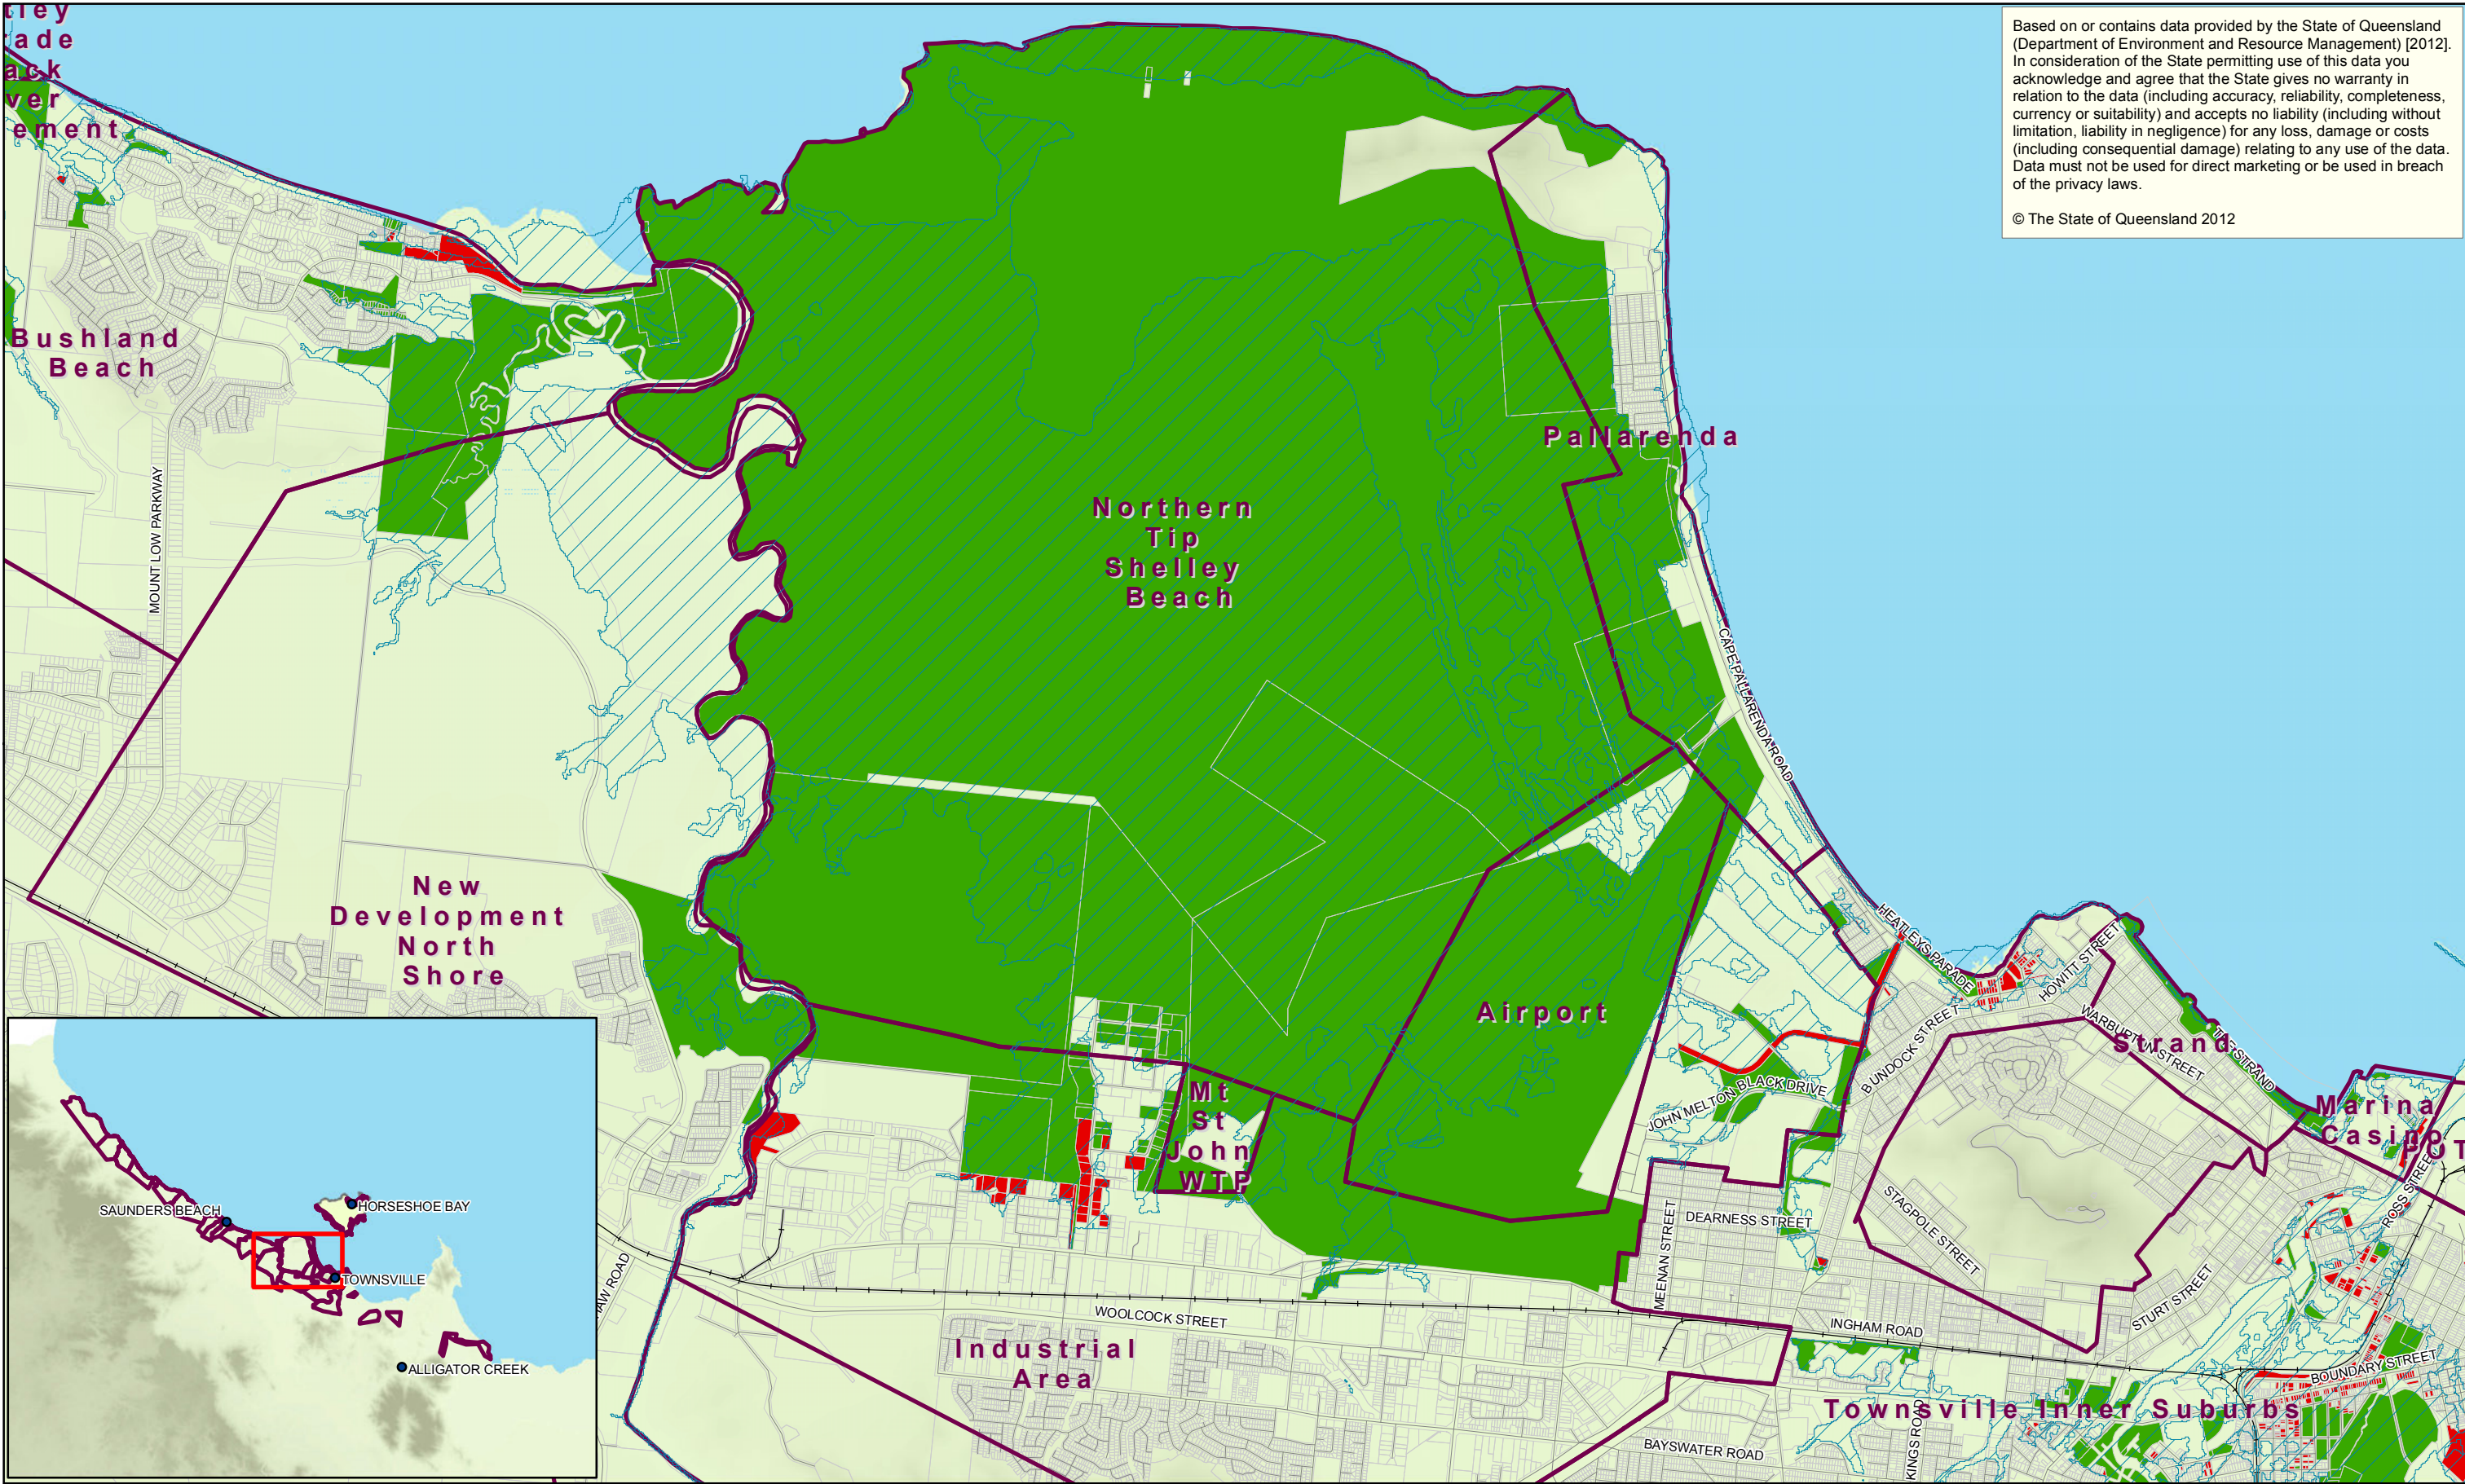 tley
ade
ack
ver
ement
Based on or contains data provided by the State of Queensland
(Department of Environment and Resource Management) [2012].
In consideration of the State permitting use of this data you
acknowledge and agree that the State gives no warranty in
relation to the data (including accuracy, reliability, completeness,
currency or suitability) and accepts no liability (including without
limitation, liability in negligence) for any loss, damage or costs
(including consequential damage) relating to any use of the data.
Data must not be used for direct marketing or be used in breach
of the privacy laws.
© The State of Queensland 2012
Bushland
Beach
MOUNT LOW PARKWAY
Pallarenda
Northern
Tip
Shelley
Beach
CAPE PALLARENDA ROAD
New
Development
North
Shore
Airport
HEATLEYS PARADE
HOWITT STREET
BUNDOCK STREET
WARBURTON STREET
Strand
THE STRAND
JOHN MELTON BLACK DRIVE
Mt
St
John
WTP
Marina
Casino
POT
ROSS STREET
STAGPOLE STREET
DEARNESS STREET
MEENAN STREET
STURT STREET
HAW ROAD
WOOLCOCK STREET
INGHAM ROAD
Industrial
Area
BOUNDARY STREET
Townsville Inner Suburbs
KINGS ROAD
BAYSWATER ROAD
SAUNDERS BEACH
HORSESHOE BAY
TOWNSVILLE
ALLIGATOR CREEK